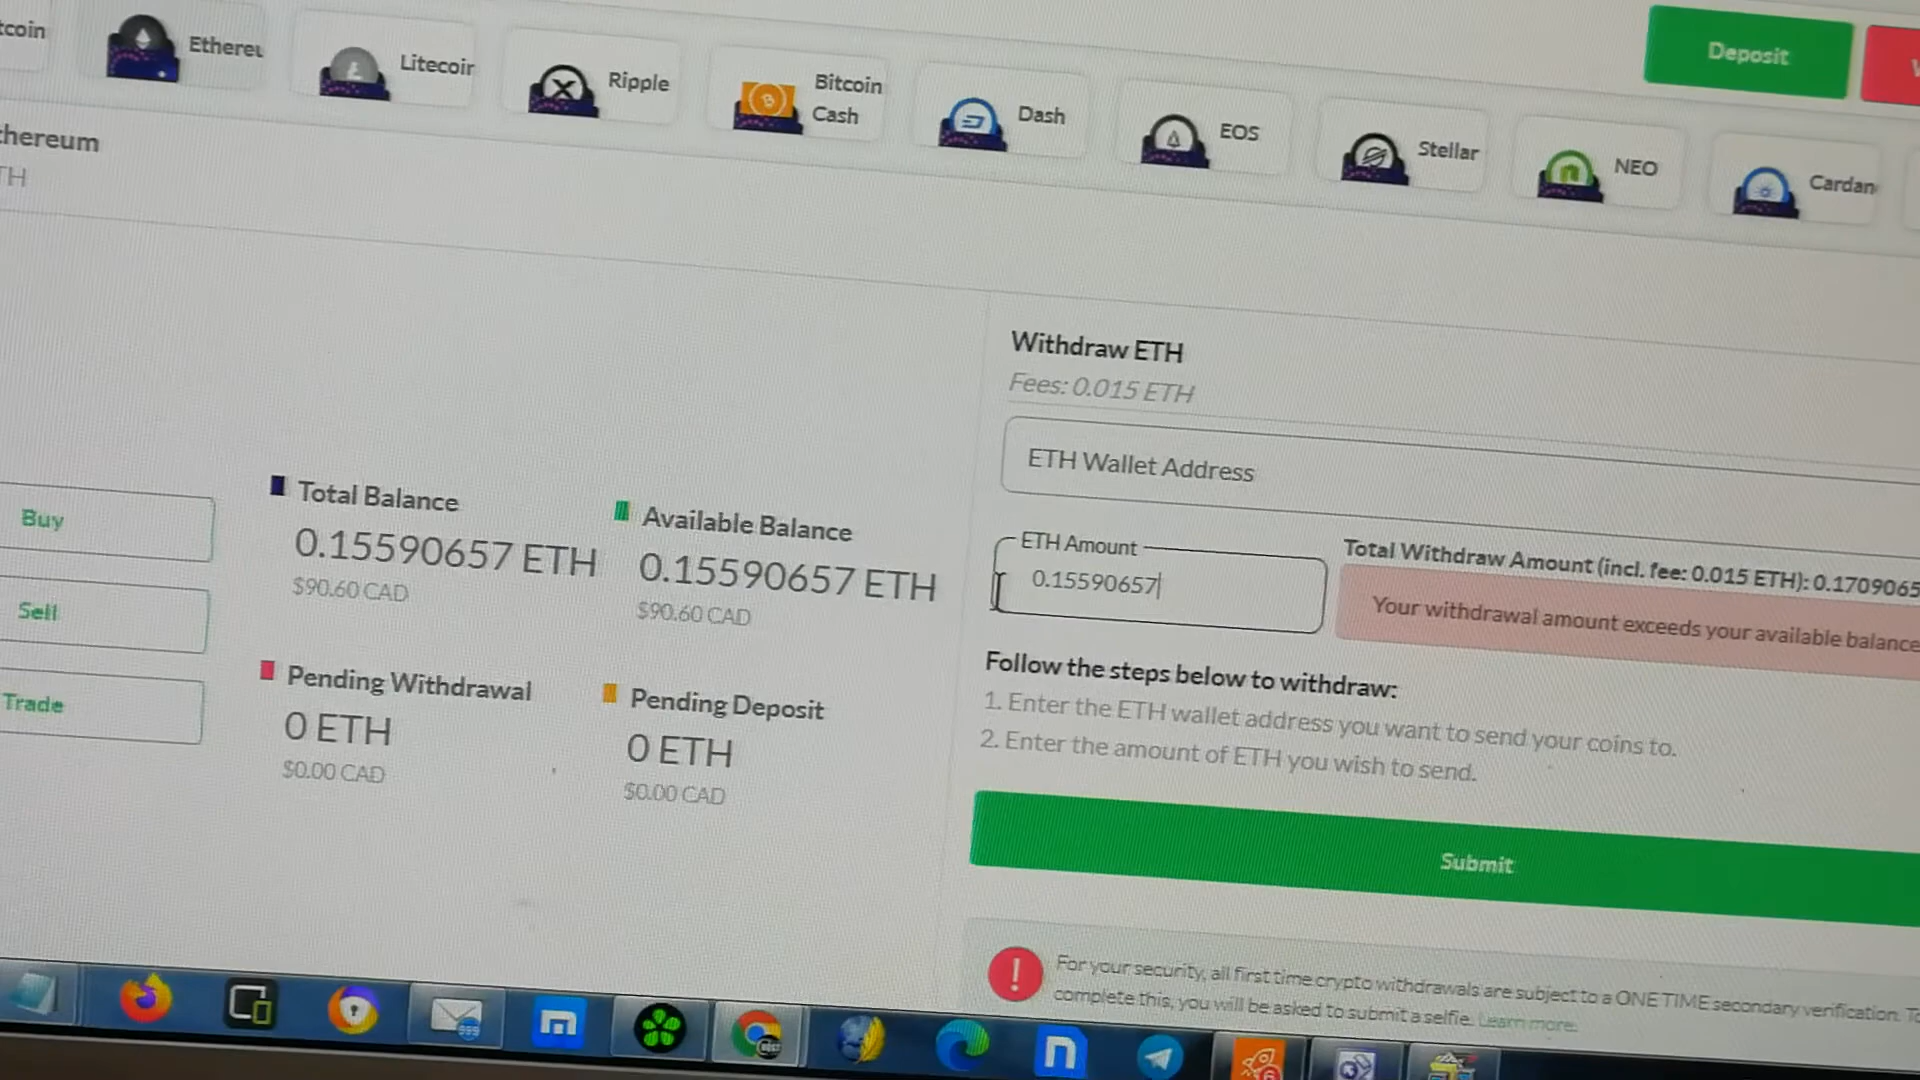 tcoin
Ethereu
Litecoin
Ripple
Bitcoin
Cash
Dash
EOS
Stellar
NEO
Cardan
Deposit
thereum
TH
Buy
Sell
Trade
Total Balance
0.15590657 ETH
$90.60 CAD
Available Balance
0.15590657 ETH
$90.60 CAD
Pending Withdrawal
0 ETH
$0.00 CAD
Pending Deposit
0 ETH
$0.00 CAD
Withdraw ETH
Fees: 0.015 ETH
ETH Wallet Address
ETH Amount
0.15590657
Total Withdraw Amount (incl. fee: 0.015 ETH): 0.1709065
Your withdrawal amount exceeds your available balance
Follow the steps below to withdraw:
1. Enter the ETH wallet address you want to send your coins to.
2. Enter the amount of ETH you wish to send.
Submit
For your security, all first time crypto withdrawals are subject to a ONE TIME secondary verification. To
complete this, you will be asked to submit a selfie. Learn more.
999